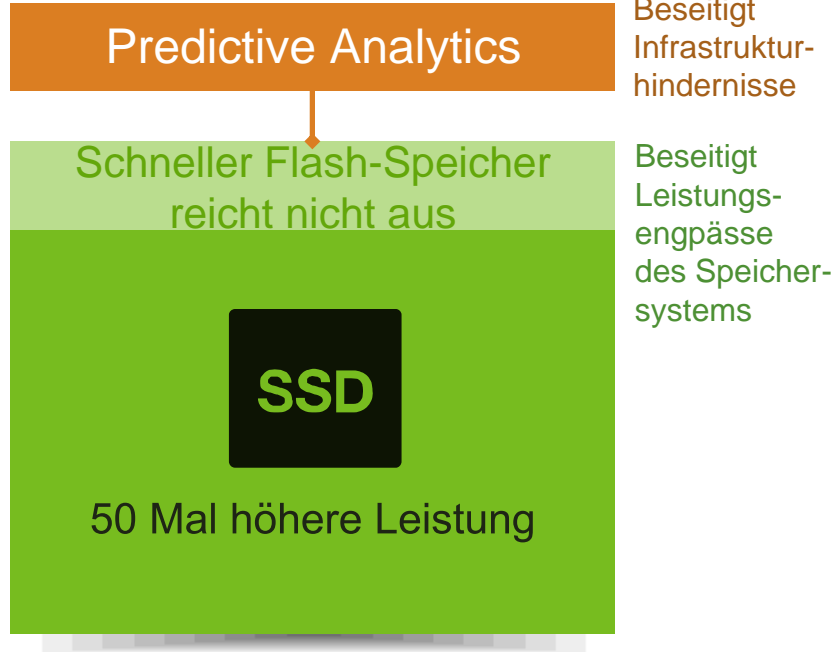 Predictive Analytics
Beseitigt
Infrastruktur-
hindernisse
Schneller Flash-Speicher
reicht nicht aus
Beseitigt
Leistungs-
engpässe
des Speicher-
systems
SSD
50 Mal höhere Leistung